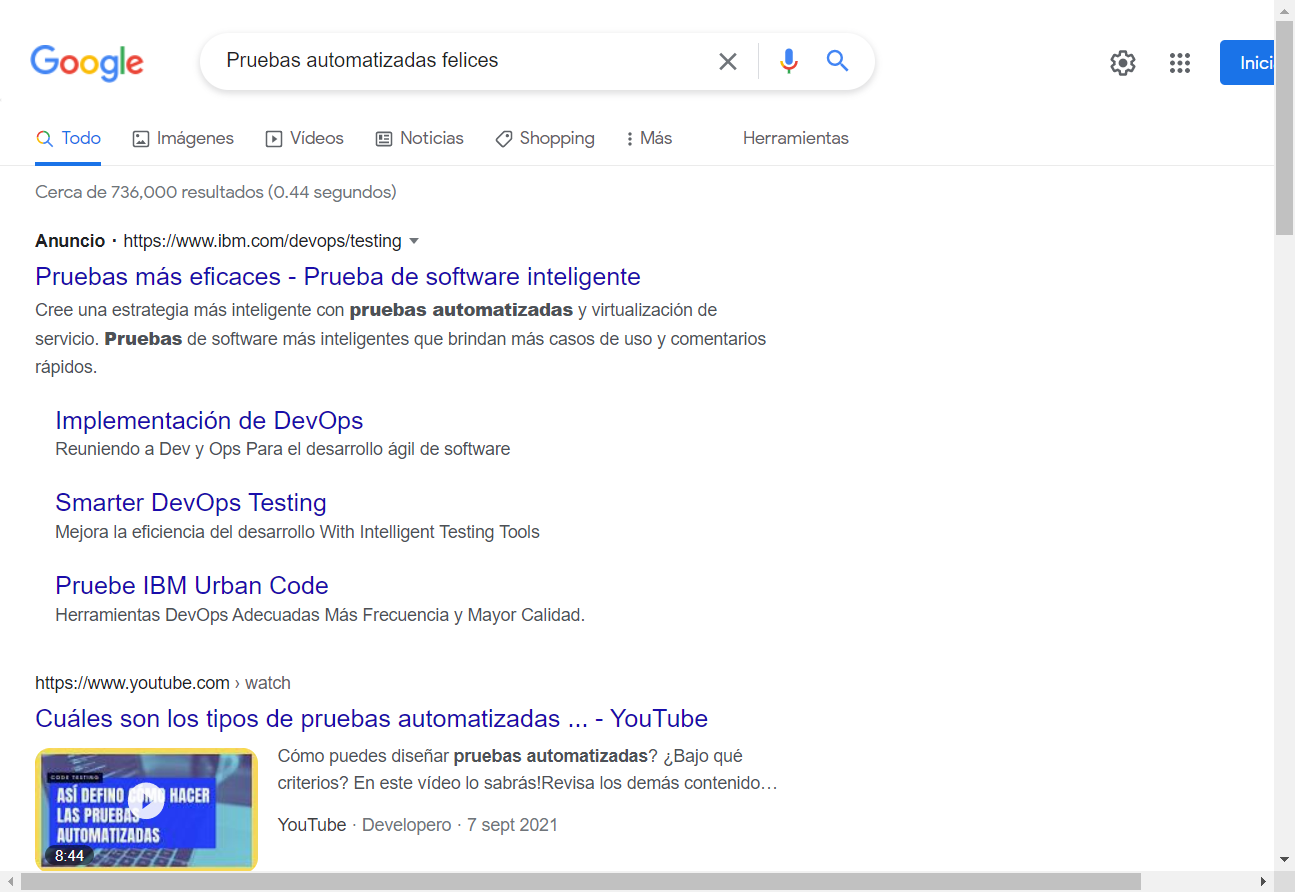 Google
Pruebas automatizadas felices
Inici
Todo
Imágenes
Vídeos
Noticias
Shopping
Más
Herramientas
Cerca de 736,000 resultados (0.44 segundos)
Anuncio · https://www.ibm.com/devops/testing
Pruebas más eficaces - Prueba de software inteligente
Cree una estrategia más inteligente con pruebas automatizadas y virtualización de
servicio. Pruebas de software más inteligentes que brindan más casos de uso y comentarios
rápidos.
Implementación de DevOps
Reuniendo a Dev y Ops Para el desarrollo ágil de software
Smarter DevOps Testing
Mejora la eficiencia del desarrollo With Intelligent Testing Tools
Pruebe IBM Urban Code
Herramientas DevOps Adecuadas Más Frecuencia y Mayor Calidad.
https://www.youtube.com › watch
Cuáles son los tipos de pruebas automatizadas ... - YouTube
CODE TESTING
ASÍ DEFINO CÓMO HACER
LAS PRUEBAS
AUTOMATIZADAS
8:44
Cómo puedes diseñar pruebas automatizadas? ¿Bajo qué
criterios? En este vídeo lo sabrás!Revisa los demás contenido…
YouTube · Developero · 7 sept 2021